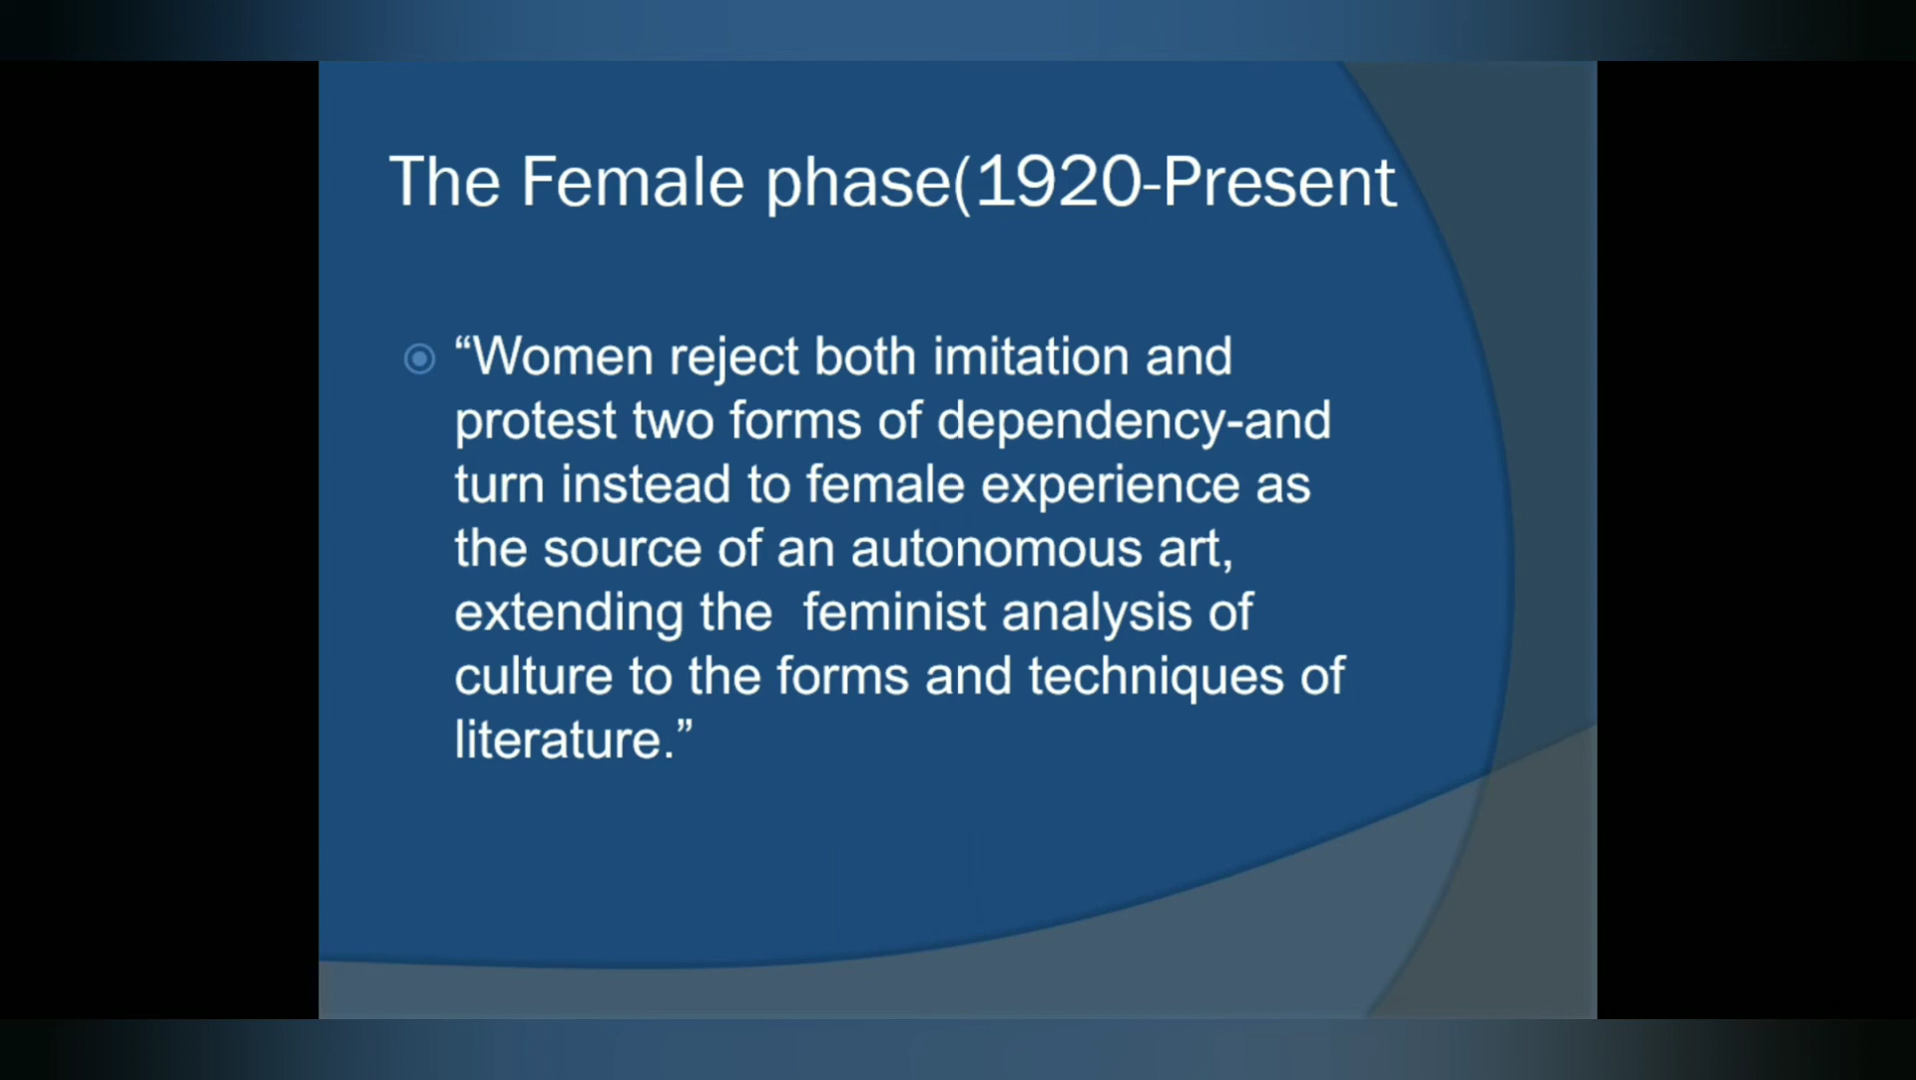 The Female phase(1920-Present
“Women reject both imitation and
protest two forms of dependency-and
turn instead to female experience as
the source of an autonomous art,
extending the  feminist analysis of
culture to the forms and techniques of
literature.”